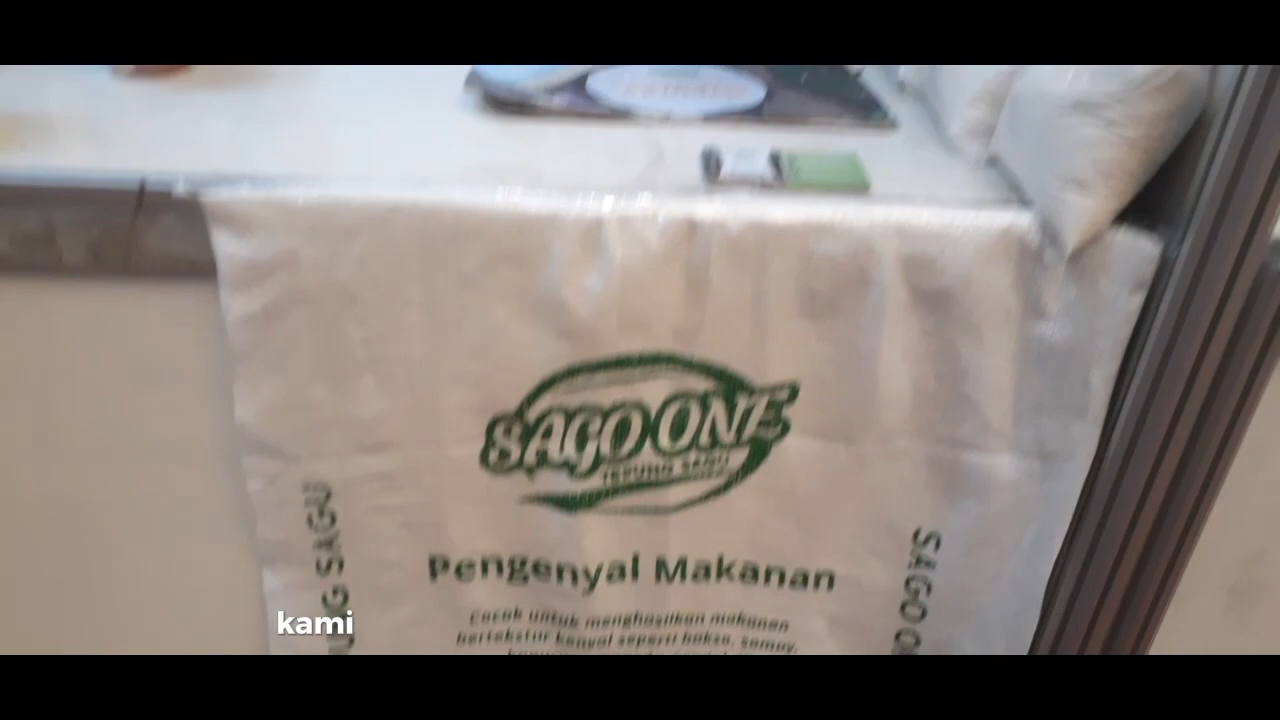 SAGO ONE
TEPUNG SAGU
Pengenyal Makanan
Cocok untuk menghasilkan makanan
bertekstur kenyal seperti bakso, somay,
SAGU
SAGO
kami